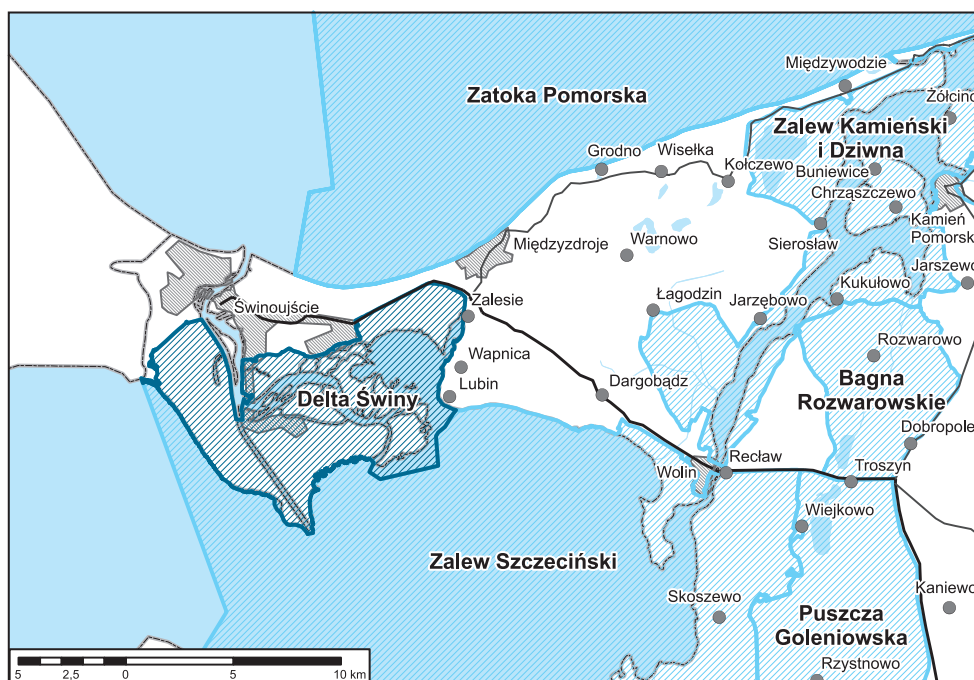 Międzywodzie
Zatoka Pomorska
Żółcino
Zalew Kamieński
i Dziwna
Grodno
Wisełka
Kołczewo
Buniewice
Chrząszczewo
Kamień
Pomorsk
Międzyzdroje
Warnowo
Sierosław
Jarszewo
Świnoujście
Zalesie
Łagodzin
Jarzębowo
Kukułowo
Wapnica
Rozwarowo
Lubin
Delta Świny
Dargobądz
Bagna
Rozwarowskie
Dobropole
Wolin
Recław
Troszyn
Wiejkowo
Zalew Szczeciński
Skoszewo
Kaniewo
Puszcza
Goleniowska
Rzystnowo
5 2,5 0 5 10 km